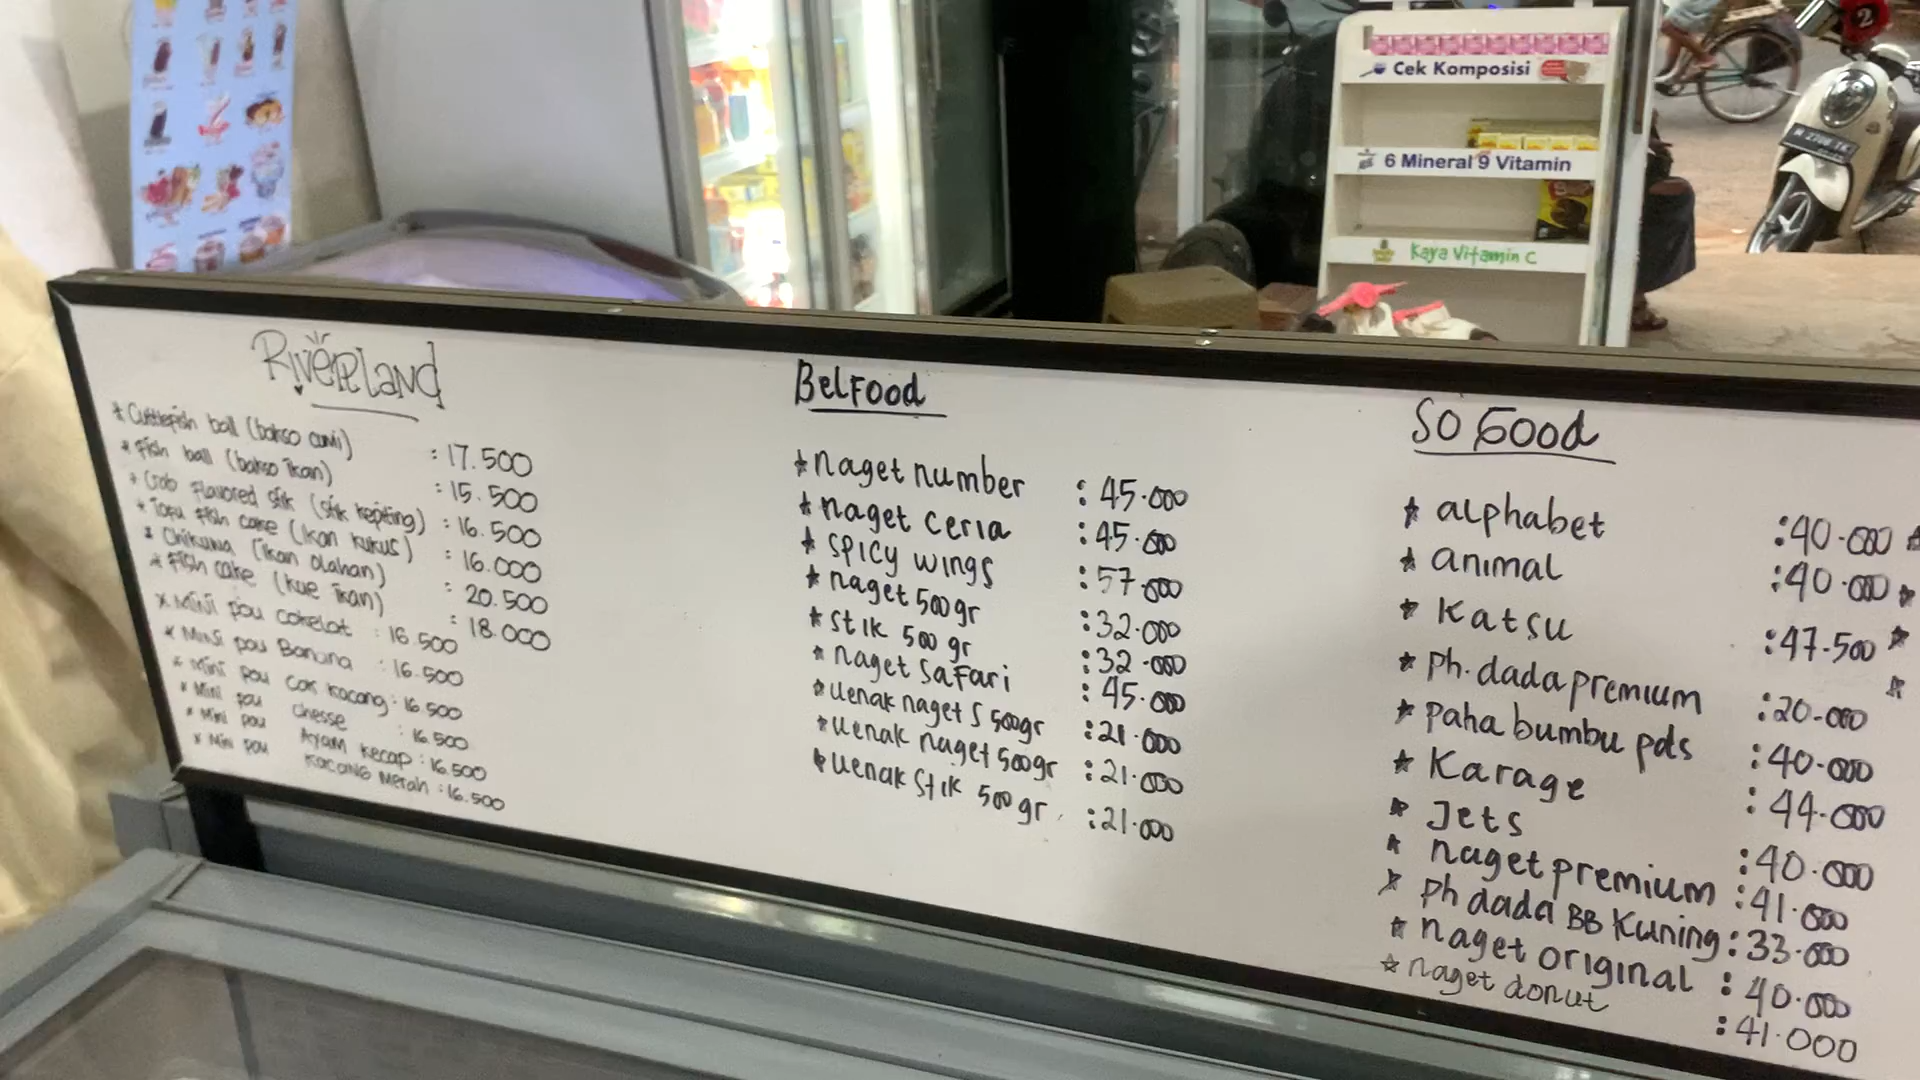 Cek Komposisi
6 Mineral 9 Vitamin
Kaya Vitamin C
2
Riverland
* Cuttlefish ball (bakso cumi) : 17.500
* Fish ball (bakso ikan) : 15.500
* Crab Flavored stik (stik kepiting) : 16.500
* Tofu fish cake (ikan kukus) : 16.000
* Chikuwa (ikan olahan) : 20.500
* Fish cake (kue ikan) : 18.000
* Mini pau cokelat : 16.500
* Mini pau Banana : 16.500
* Mini pau cok kacang : 16.500
* Mini pau chesse : 16.500
* Mini pau Ayam kecap : 16.500
* Mini pau kacang merah : 16.500
BelFood
* naget number : 45.000
* naget ceria : 45.000
* spicy wings : 57.000
* naget 500gr : 32.000
* stik 500 gr : 32.000
* naget safari : 45.000
* uenak naget S 500gr : 21.000
* uenak naget 500gr : 21.000
* uenak stik 500 gr : 21.000
SO GOOd
* alphabet : 40.000
* animal : 40.000
* Katsu : 47.500
* Ph.dada premium : 20.000
* Paha bumbu pds : 40.000
* Karage : 44.000
* Jets : 40.000
* naget premium : 41.000
* Ph dada BB Kuning : 33.000
* naget original : 40.000
* naget donut : 41.000